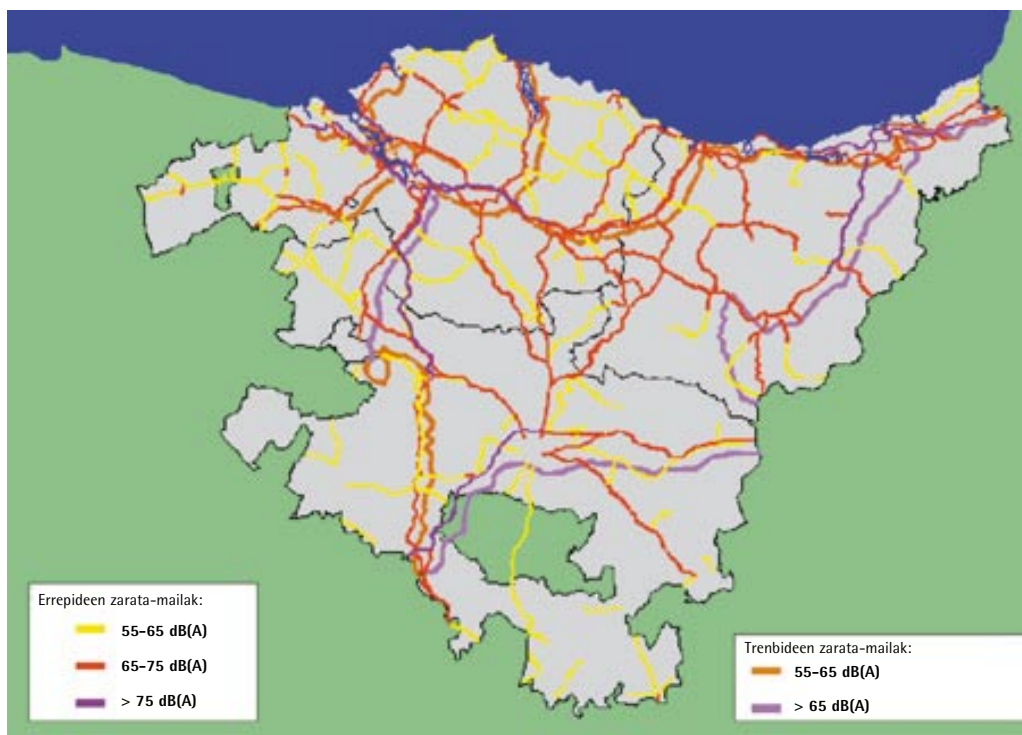 Errepideen zarata-mailak:
55-65 dB(A)
65-75 dB(A)
> 75 dB(A)
Trenbideen zarata-mailak:
55-65 dB(A)
> 65 dB(A)